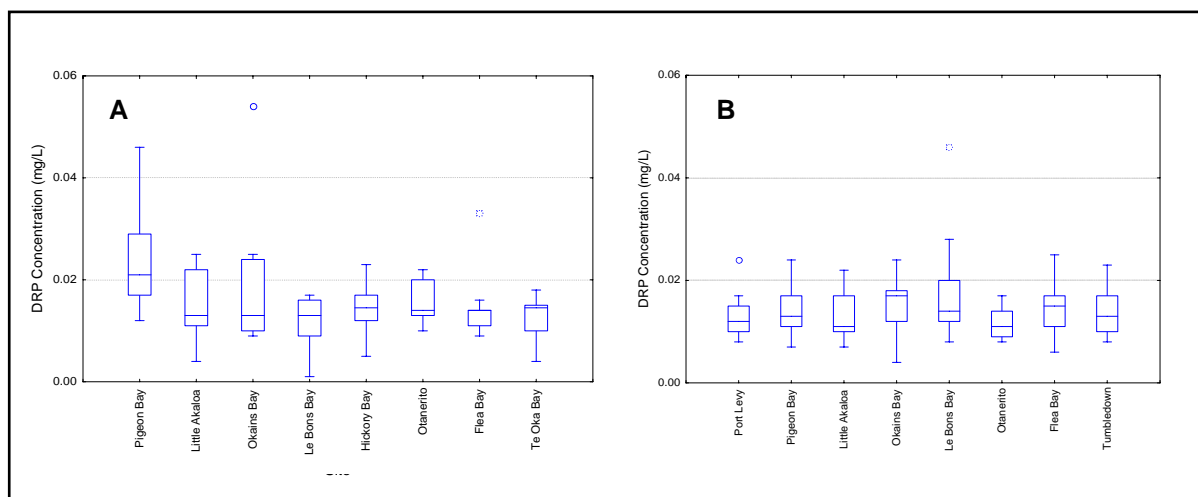 A
DRP Concentration (mg/L)
0.06
0.04
0.02
0.00
Pigeon Bay
Little Akaloa
Okains Bay
Le Bons Bay
Hickory Bay
Otanerito
Flea Bay
Te Oka Bay
B
DRP Concentration (mg/L)
0.06
0.04
0.02
0.00
Port Levy
Pigeon Bay
Little Akaloa
Okains Bay
Le Bons Bay
Otanerito
Flea Bay
Tumbledown